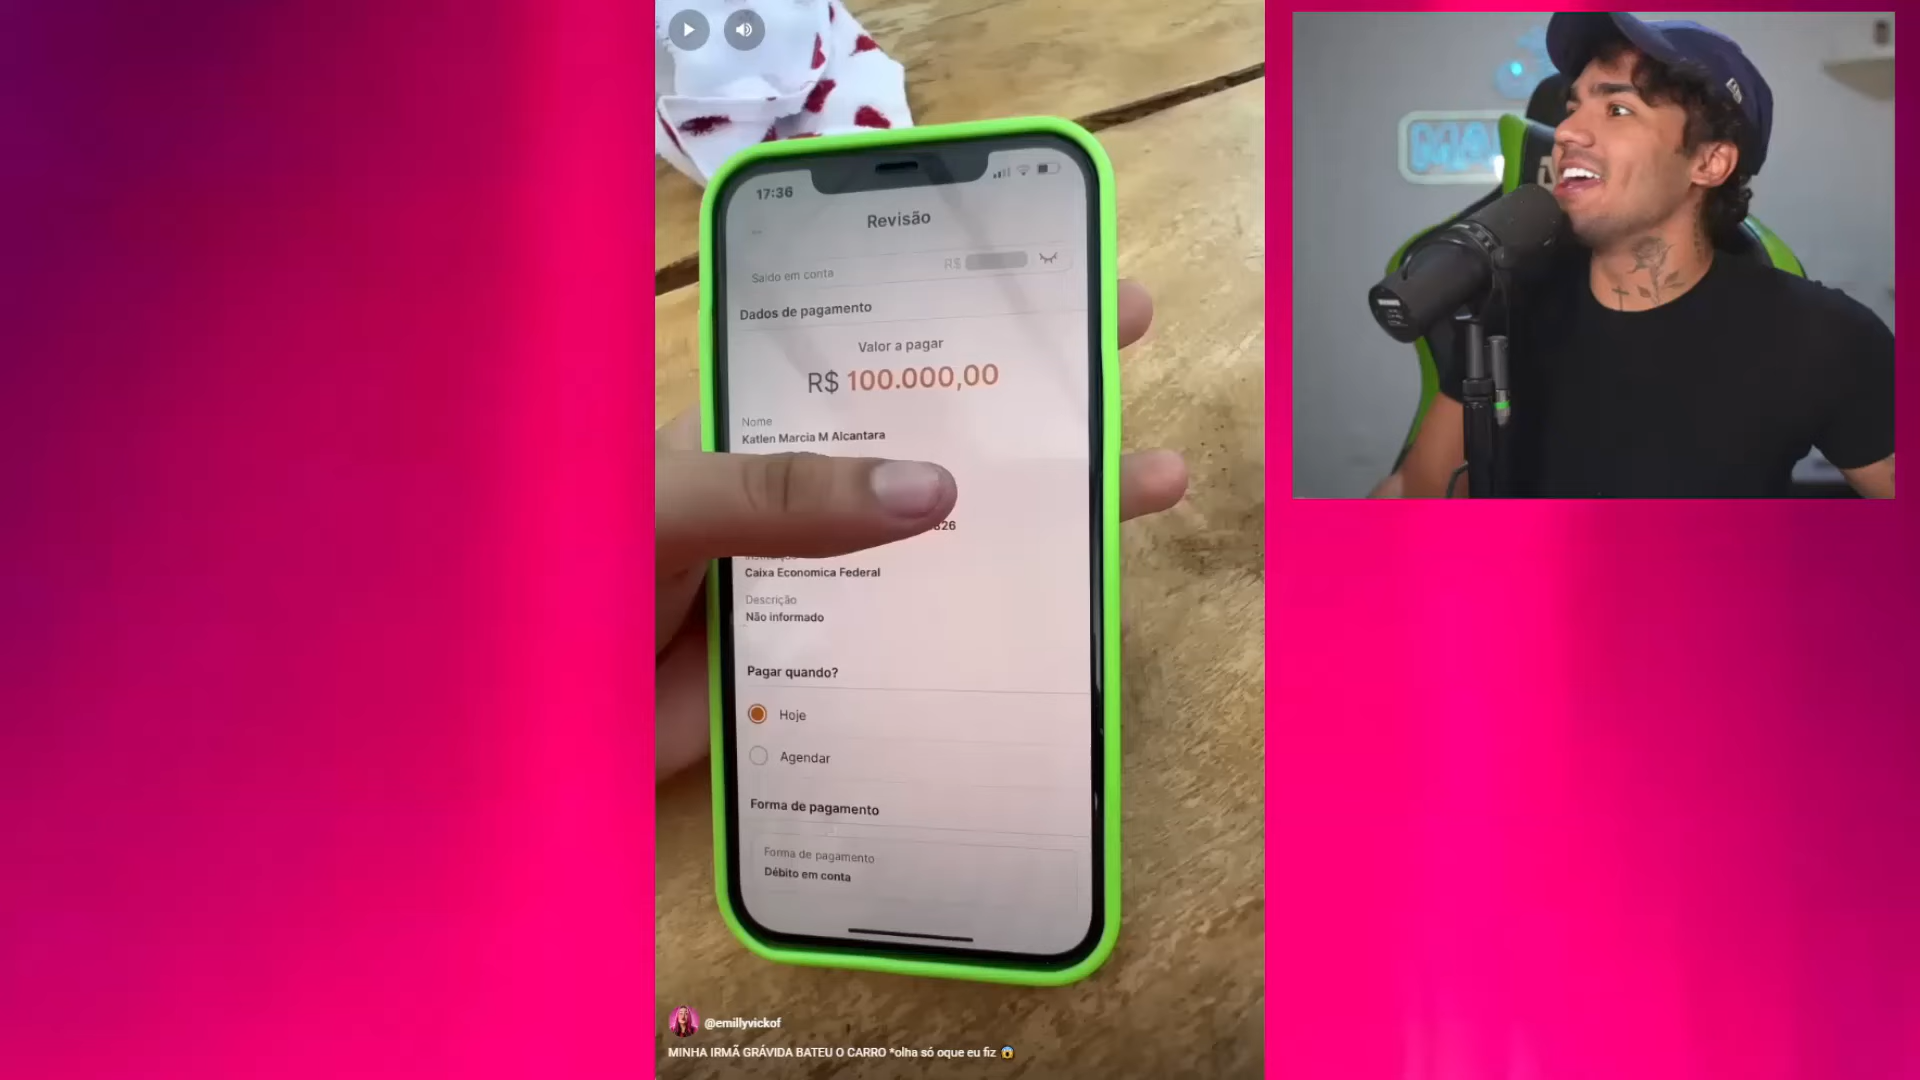 17:36
Revisão
Saldo em conta
R$
Dados de pagamento
Valor a pagar
R$ 100.000,00
Nome
Katlen Marcia M Alcantara
326
Caixa Economica Federal
Descrição
Não informado
Pagar quando?
Hoje
Agendar
Forma de pagamento
Forma de pagamento
Débito em conta
@emillyvickof
MINHA IRMÃ GRÁVIDA BATEU O CARRO *olha só oque eu fiz 😱
MA